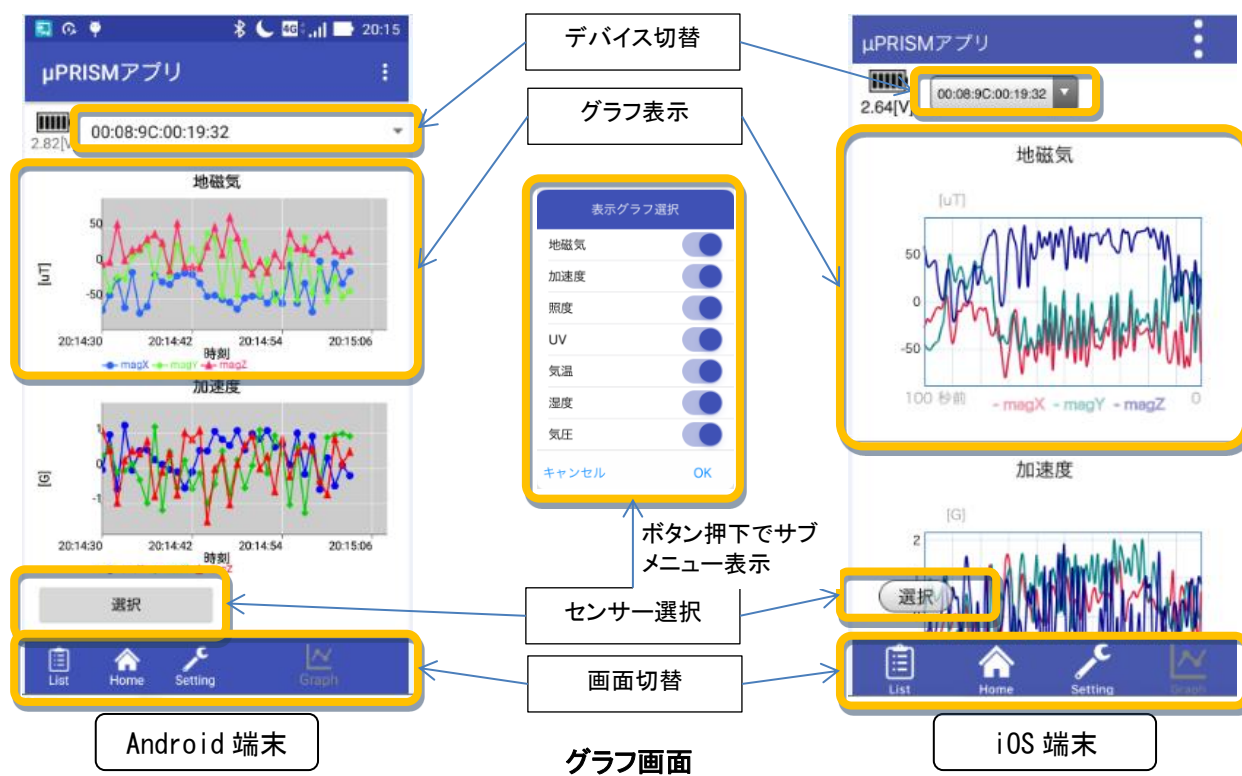 4G
20:15
μPRISMアプリ
2.82[V
00:08:9C:00:19:32
地磁気
50
0
-50
[uT]
20:14:30
20:14:42
20:14:54
20:15:06
時刻
magX
magY
magZ
加速度
1
0
-1
[G]
20:14:30
20:14:42
20:14:54
20:15:06
時刻
選択
List
Home
Setting
Graph
Android 端末
デバイス切替
グラフ表示
表示グラフ選択
地磁気
加速度
照度
UV
気温
湿度
気圧
キャンセル
OK
ボタン押下でサブ
メニュー表示
センサー選択
画面切替
グラフ画面
μPRISMアプリ
2.64[V]
00:08:9C:00:19:32
地磁気
[uT]
50
0
-50
100 秒前
- magX - magY - magZ
0
加速度
[G]
2
選択
List
Home
Setting
Graph
iOS 端末